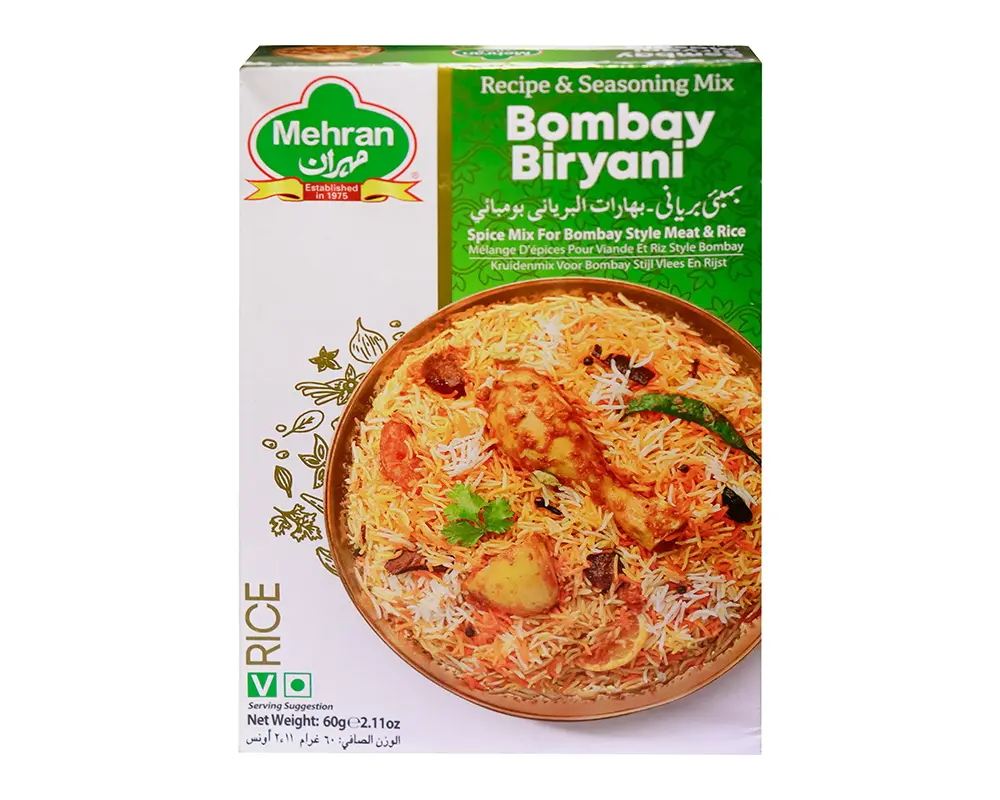 Mehran
Mehran
مہران
®
Established
in 1975
Recipe & Seasoning Mix
Bombay
Biryani
بمبئی بریانی - بهارات البرياني بومباي
Spice Mix For Bombay Style Meat & Rice
Mélange D'épices Pour Viande Et Riz Style Bombay
Kruidenmix Voor Bombay Stijl Vlees En Rijst
RICE
V
Serving Suggestion
Net Weight: 60g℮2.11oz
الوزن الصافي: ٦٠ غرام ٢،١١ أونس